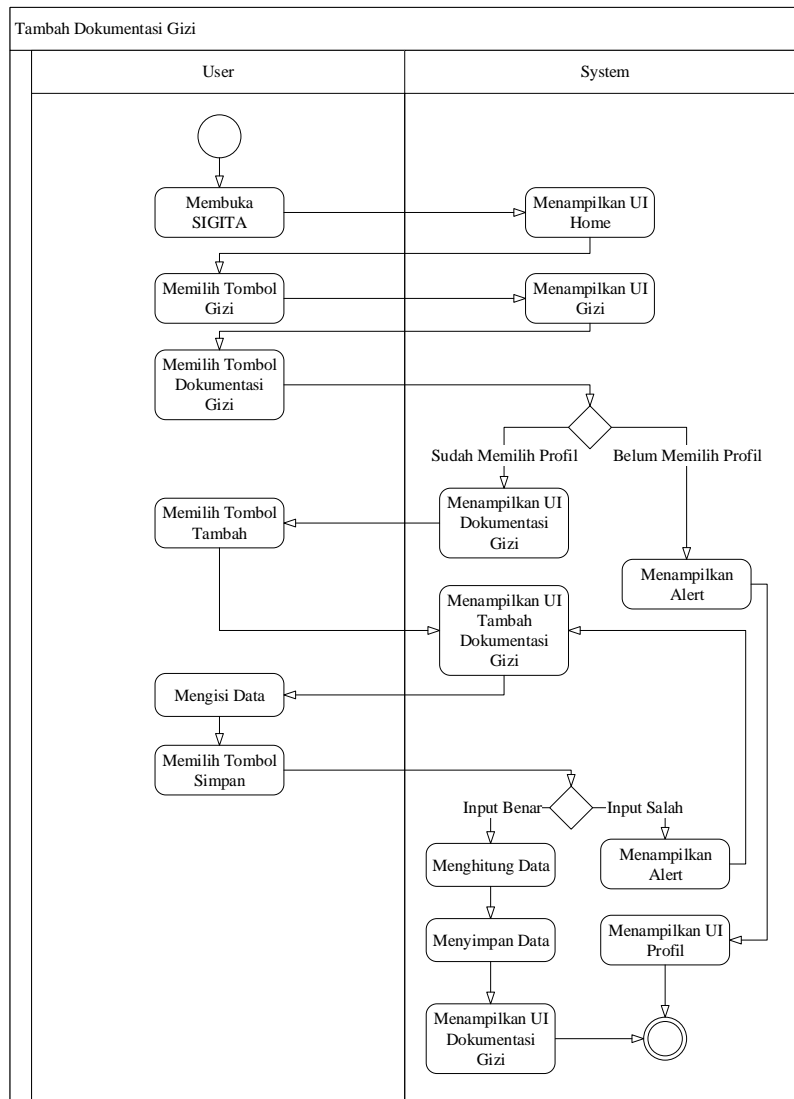 Tambah Dokumentasi Gizi
User
System
Membuka
SIGITA
Menampilkan UI
Home
Memilih Tombol
Gizi
Menampilkan UI
Gizi
Memilih Tombol
Dokumentasi
Gizi
Sudah Memilih Profil
Belum Memilih Profil
Menampilkan UI
Dokumentasi
Gizi
Memilih Tombol
Tambah
Menampilkan
Alert
Menampilkan UI
Tambah
Dokumentasi
Gizi
Mengisi Data
Memilih Tombol
Simpan
Input Benar
Input Salah
Menghitung Data
Menampilkan
Alert
Menyimpan Data
Menampilkan UI
Profil
Menampilkan UI
Dokumentasi
Gizi